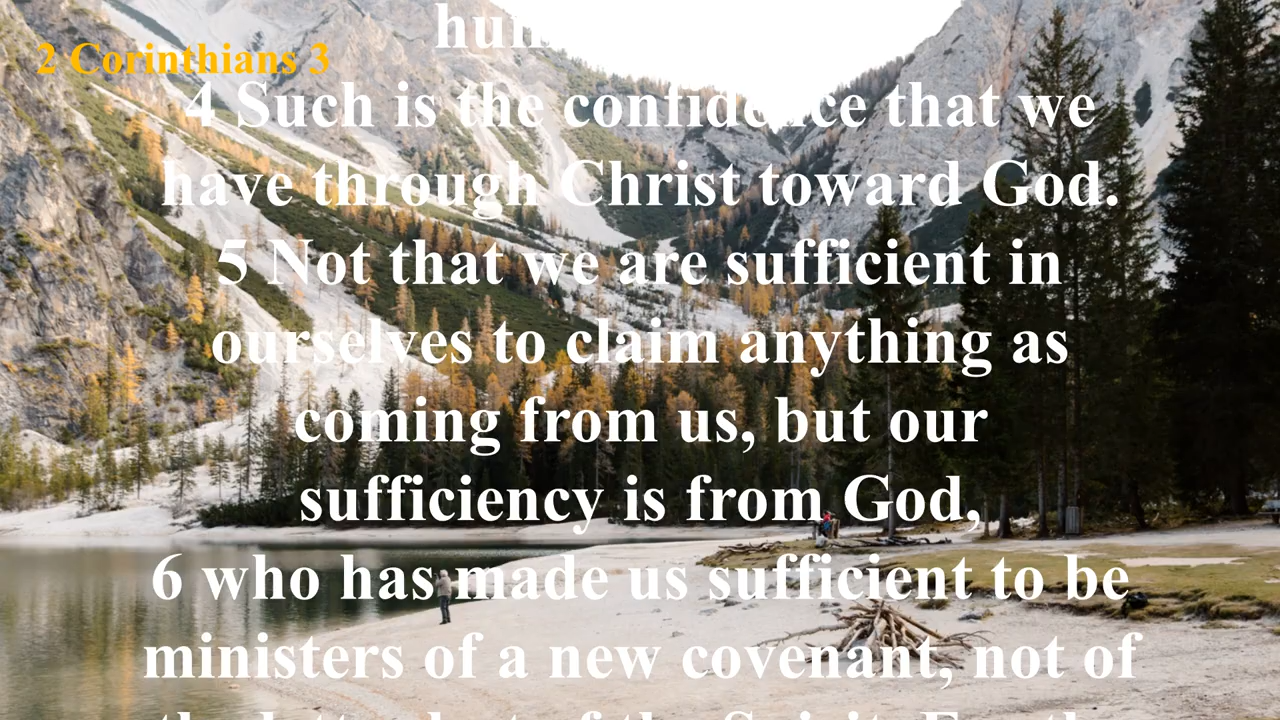 2 Corinthians 3
4 Such is the confidence that we
have through Christ toward God.
5 Not that we are sufficient in
ourselves to claim anything as
coming from us, but our
sufficiency is from God,
6 who has made us sufficient to be
ministers of a new covenant, not of